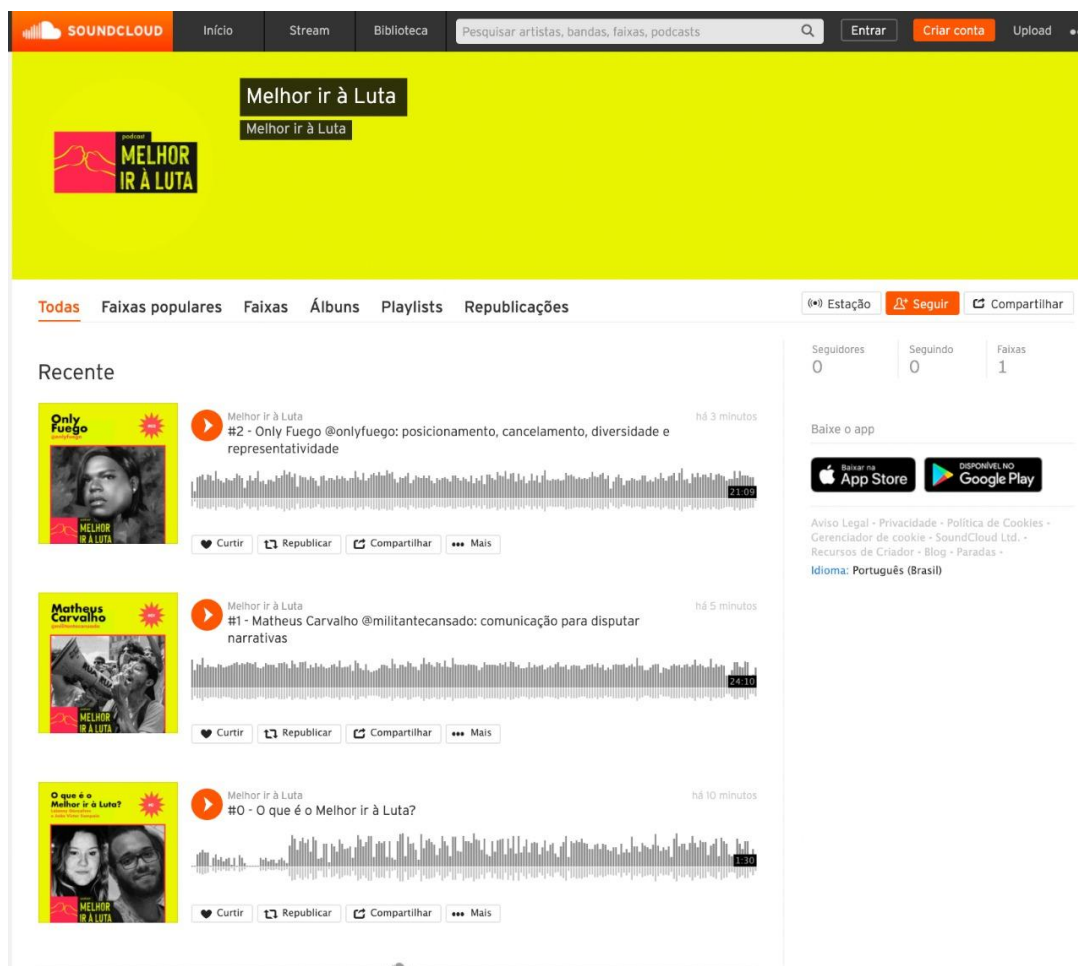 SOUNDCLOUD
Início
Stream
Biblioteca
Pesquisar artistas, bandas, faixas, podcasts
Entrar
Criar conta
Upload
Melhor ir à Luta
Melhor ir à Luta
podcast
MELHOR
IR À LUTA
Todas
Faixas populares
Faixas
Álbuns
Playlists
Republicações
Estação
Seguir
Compartilhar
Seguidores
0
Seguindo
0
Faixas
1
Recente
Only
Fuego
@onlyfuego
MELHOR
IR À LUTA
Melhor ir à Luta
há 3 minutos
#2 - Only Fuego @onlyfuego: posicionamento, cancelamento, diversidade e
representatividade
21:09
Curtir
Republicar
Compartilhar
Mais
Matheus
Carvalho
@militantecansado
MELHOR
IR À LUTA
Melhor ir à Luta
há 5 minutos
#1 - Matheus Carvalho @militantecansado: comunicação para disputar
narrativas
24:10
Curtir
Republicar
Compartilhar
Mais
O que é o
Melhor ir à Luta?
MELHOR
IR À LUTA
Melhor ir à Luta
há 10 minutos
#0 - O que é o Melhor ir à Luta?
1:30
Curtir
Republicar
Compartilhar
Mais
Baixe o app
Baixar na
App Store
DISPONÍVEL NO
Google Play
Aviso Legal - Privacidade - Política de Cookies -
Gerenciador de cookie - SoundCloud Ltd. -
Recursos de Criador - Blog - Paradas -
Idioma: Português (Brasil)